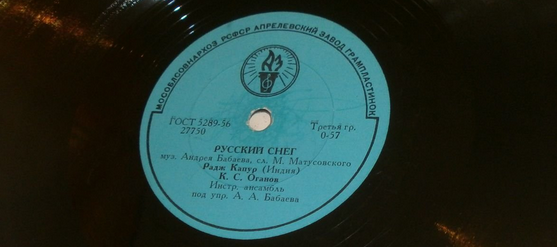 МОСОБЛСОВНАРХОЗ РСФСР АПРЕЛЕВСКИЙ ЗАВОД ГРАМПЛАСТИНОК
ГОСТ 5289-56
27750
Третья гр.
0-57
РУССКИЙ СНЕГ
муз. Андрея Бабаева, сл. М. Матусовского
Радж Капур (Индия)
К. С. Оганов
Инстр. ансамбль
под упр. А. А. Бабаева